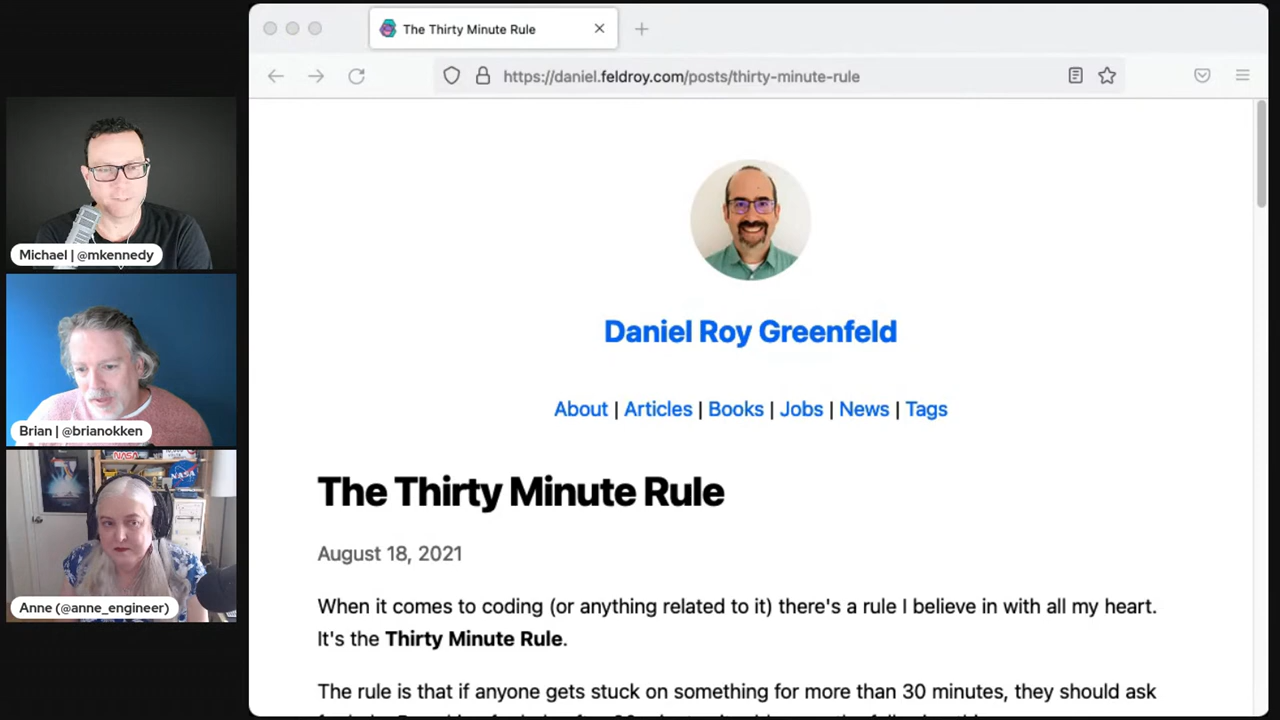 The Thirty Minute Rule
https://daniel.feldroy.com/posts/thirty-minute-rule
Michael | @mkennedy
Brian | @brianokken
NASA
NASA
Anne (@anne_engineer)
Daniel Roy Greenfeld
About | Articles | Books | Jobs | News | Tags
The Thirty Minute Rule
August 18, 2021
When it comes to coding (or anything related to it) there's a rule I believe in with all my heart.
It's the Thirty Minute Rule.
The rule is that if anyone gets stuck on something for more than 30 minutes, they should ask